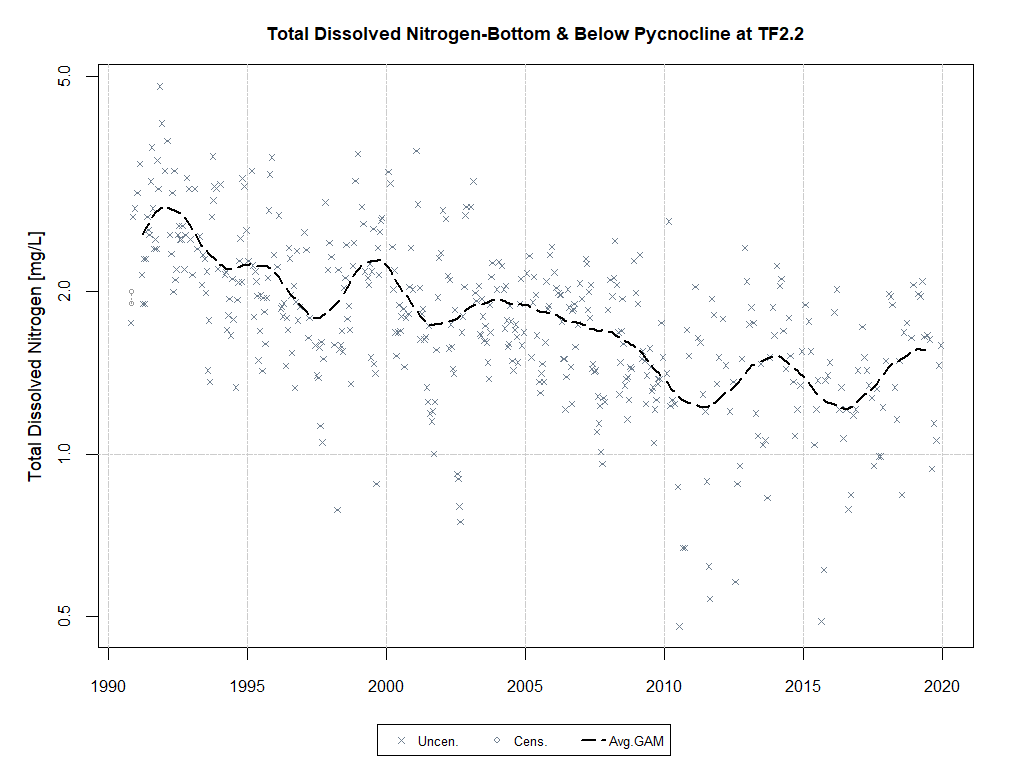 Total Dissolved Nitrogen-Bottom & Below Pycnocline at TF2.2
Total Dissolved Nitrogen [mg/L]
5.0
2.0
1.0
0.5
1990 1995 2000 2005 2010 2015 2020
Uncen. Cens. Avg.GAM